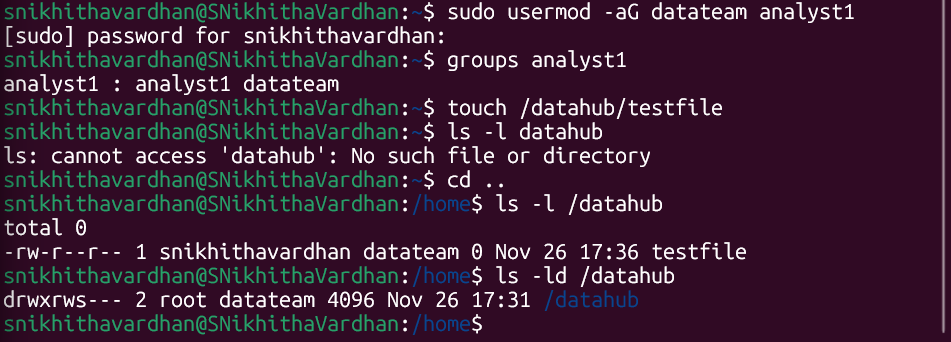 snikhithavardhan@SNikhithaVardhan:~$ sudo usermod -aG datateam analyst1
[sudo] password for snikhithavardhan:
snikhithavardhan@SNikhithaVardhan:~$ groups analyst1
analyst1 : analyst1 datateam
snikhithavardhan@SNikhithaVardhan:~$ touch /datahub/testfile
snikhithavardhan@SNikhithaVardhan:~$ ls -l datahub
ls: cannot access 'datahub': No such file or directory
snikhithavardhan@SNikhithaVardhan:~$ cd ..
snikhithavardhan@SNikhithaVardhan:/home$ ls -l /datahub
total 0
-rw-r--r-- 1 snikhithavardhan datateam 0 Nov 26 17:36 testfile
snikhithavardhan@SNikhithaVardhan:/home$ ls -ld /datahub
drwxrws--- 2 root datateam 4096 Nov 26 17:31 /datahub
snikhithavardhan@SNikhithaVardhan:/home$